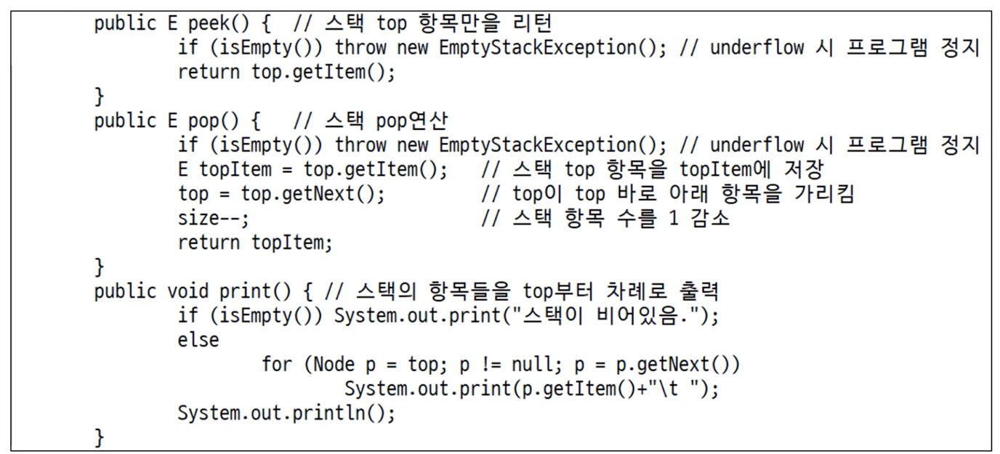 public E peek() {  // 스택 top 항목만을 리턴
        if (isEmpty()) throw new EmptyStackException(); // underflow 시 프로그램 정지
        return top.getItem();
}
public E pop() {   // 스택 pop연산
        if (isEmpty()) throw new EmptyStackException(); // underflow 시 프로그램 정지
        E topItem = top.getItem();   // 스택 top 항목을 topItem에 저장
        top = top.getNext();         // top이 top 바로 아래 항목을 가리킴
        size--;                      // 스택 항목 수를 1 감소
        return topItem;
}
public void print() { // 스택의 항목들을 top부터 차례로 출력
        if (isEmpty()) System.out.print("스택이 비어있음.");
        else
                for (Node p = top; p != null; p = p.getNext())
                        System.out.print(p.getItem()+"\t ");
        System.out.println();
}